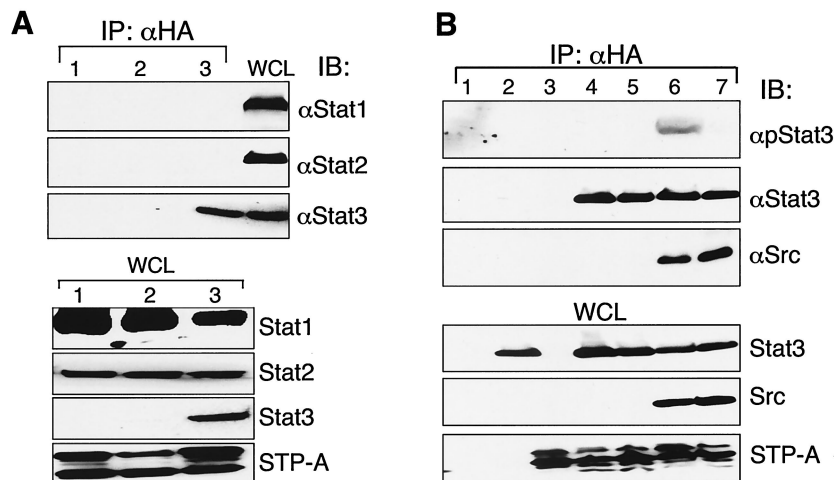 A
IP: αHA
1 2 3 WCL IB:
αStat1
αStat2
αStat3
WCL
1 2 3
Stat1
Stat2
Stat3
STP-A
B
IP: αHA
1 2 3 4 5 6 7 IB:
αpStat3
αStat3
αSrc
WCL
Stat3
Src
STP-A